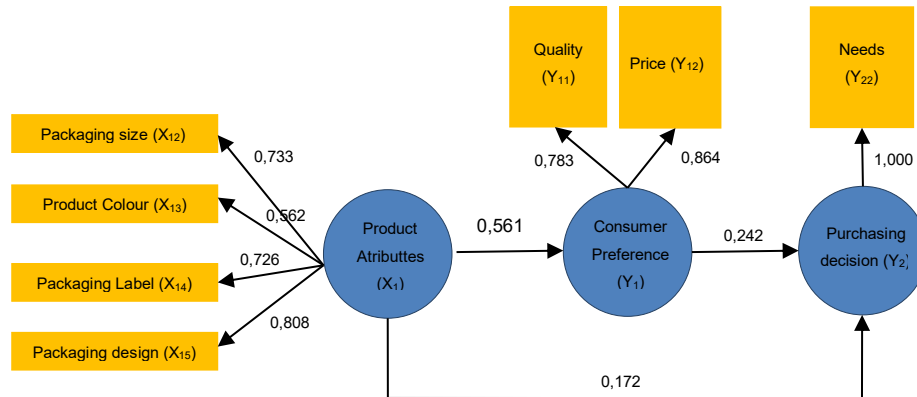 Quality
(Y₁₁)
Price (Y₁₂)
Needs
(Y₂₂)
Packaging size (X₁₂)
0,733
0,783
0,864
1,000
Product Colour (X₁₃)
0,562
Product
Atributtes
(X₁)
0,561
Consumer
Preference
(Y₁)
0,242
Purchasing
decision (Y₂)
0,726
Packaging Label (X₁₄)
0,808
Packaging design (X₁₅)
0,172